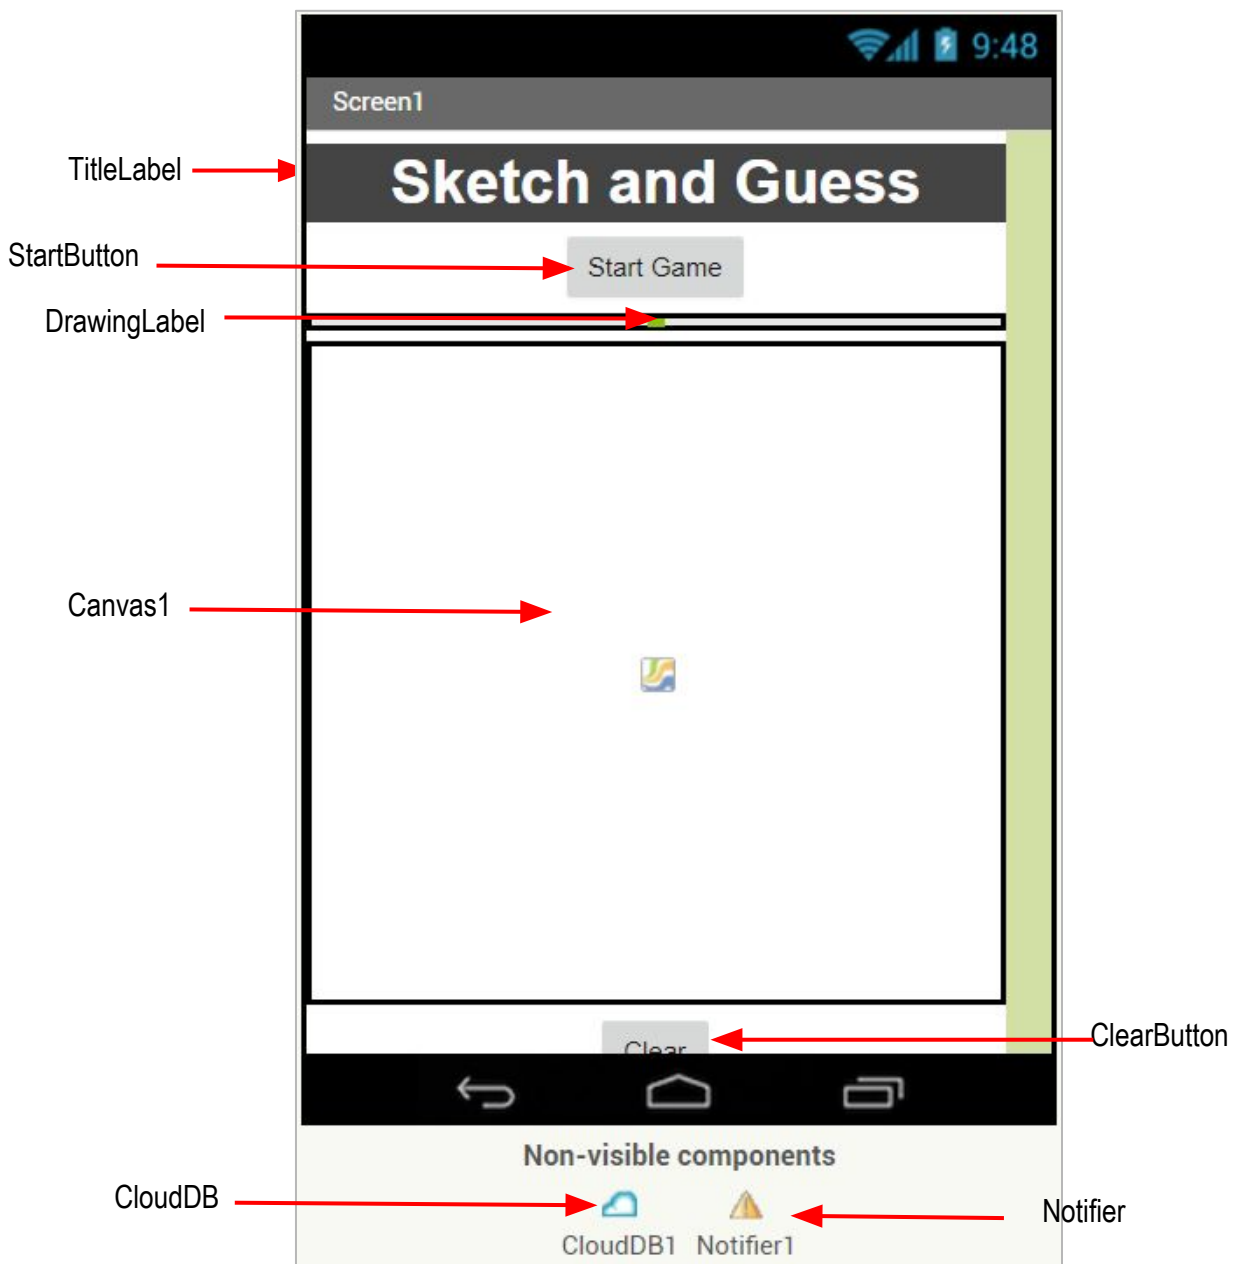 9:48
Screen1
TitleLabel
Sketch and Guess
StartButton
Start Game
DrawingLabel
Canvas1
Clear
ClearButton
Non-visible components
CloudDB
Notifier
CloudDB1 Notifier1